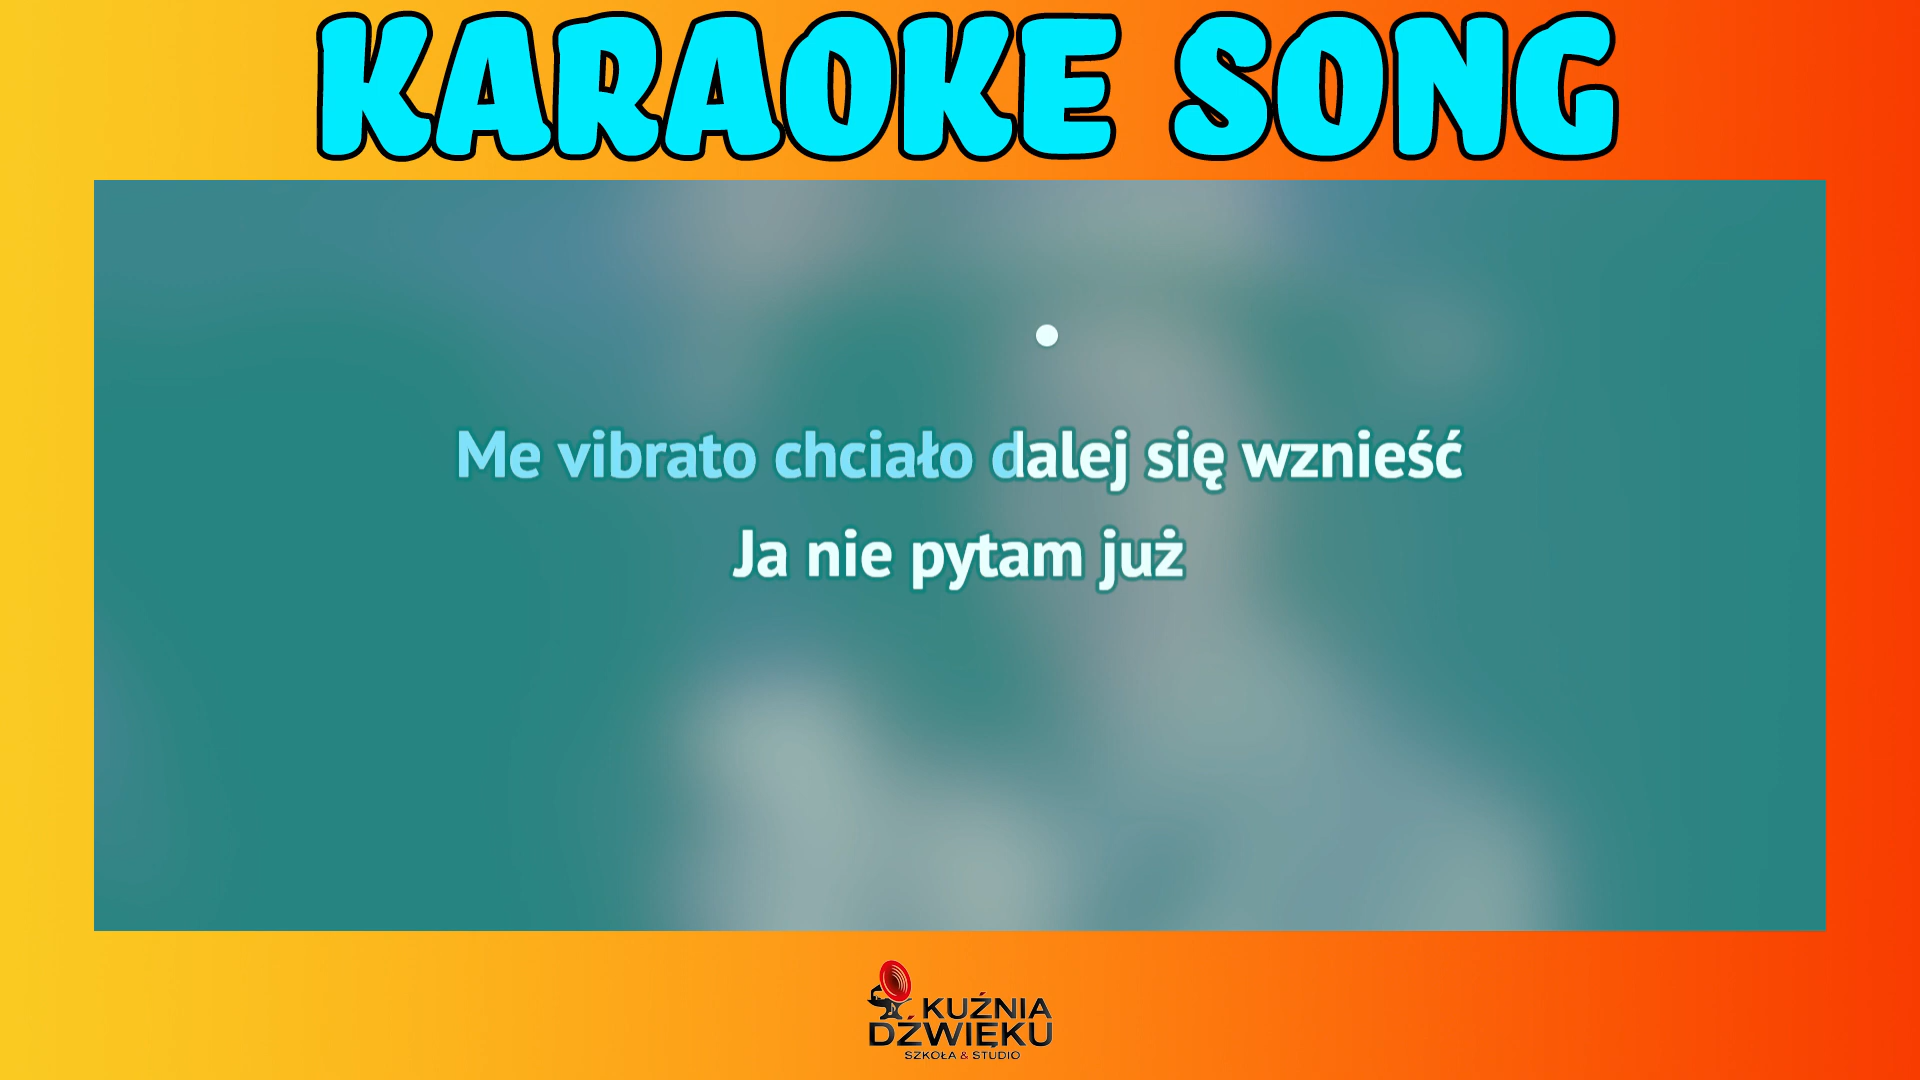 KARAOKE SONG
Me vibrato chciało dalej się wznieść
Ja nie pytam już
KUŹNIA
DŹWIĘKU
SZKOŁA & STUDIO